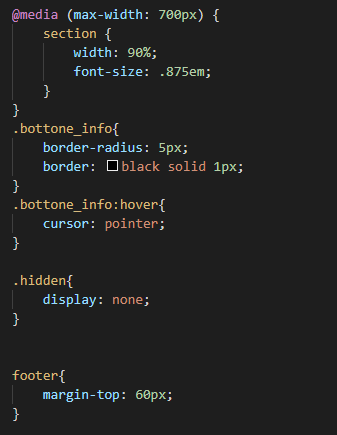 @media (max-width: 700px) {
    section {
        width: 90%;
        font-size: .875em;
    }
}
.bottone_info{
    border-radius: 5px;
    border: black solid 1px;
}
.bottone_info:hover{
    cursor: pointer;
}

.hidden{
    display: none;
}


footer{
    margin-top: 60px;
}